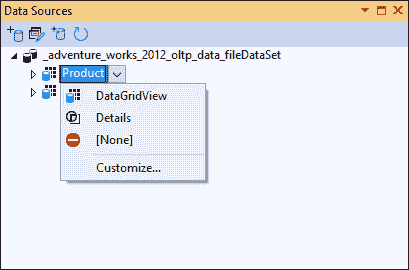 Data Sources
_adventure_works_2012_oltp_data_fileDataSet
Product
DataGridView
Details
[None]
Customize...